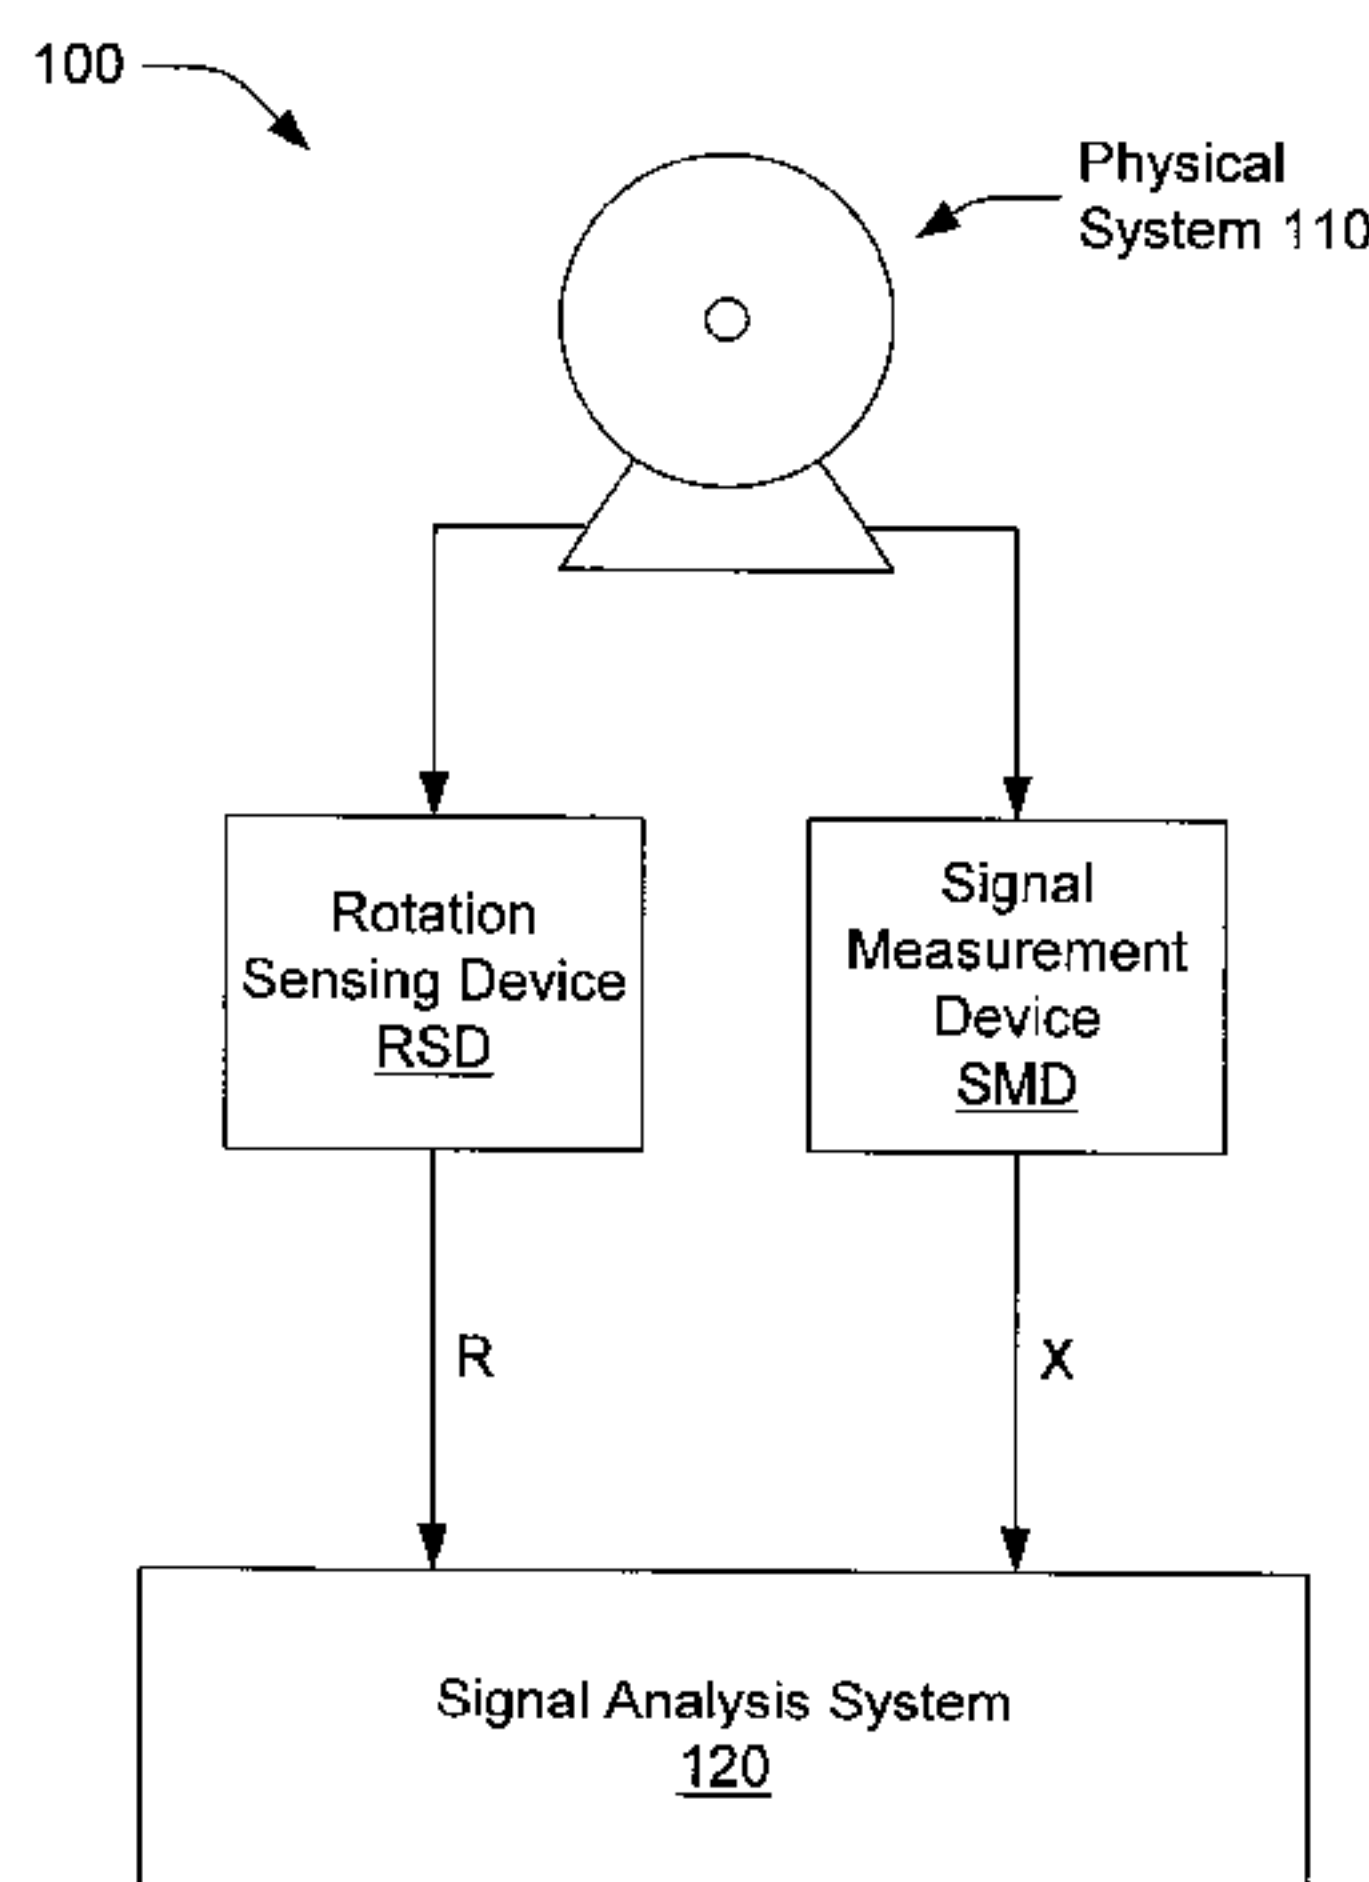 100
Physical
System 110
Rotation
Sensing Device
RSD
Signal
Measurement
Device
SMD
R
X
Signal Analysis System
120